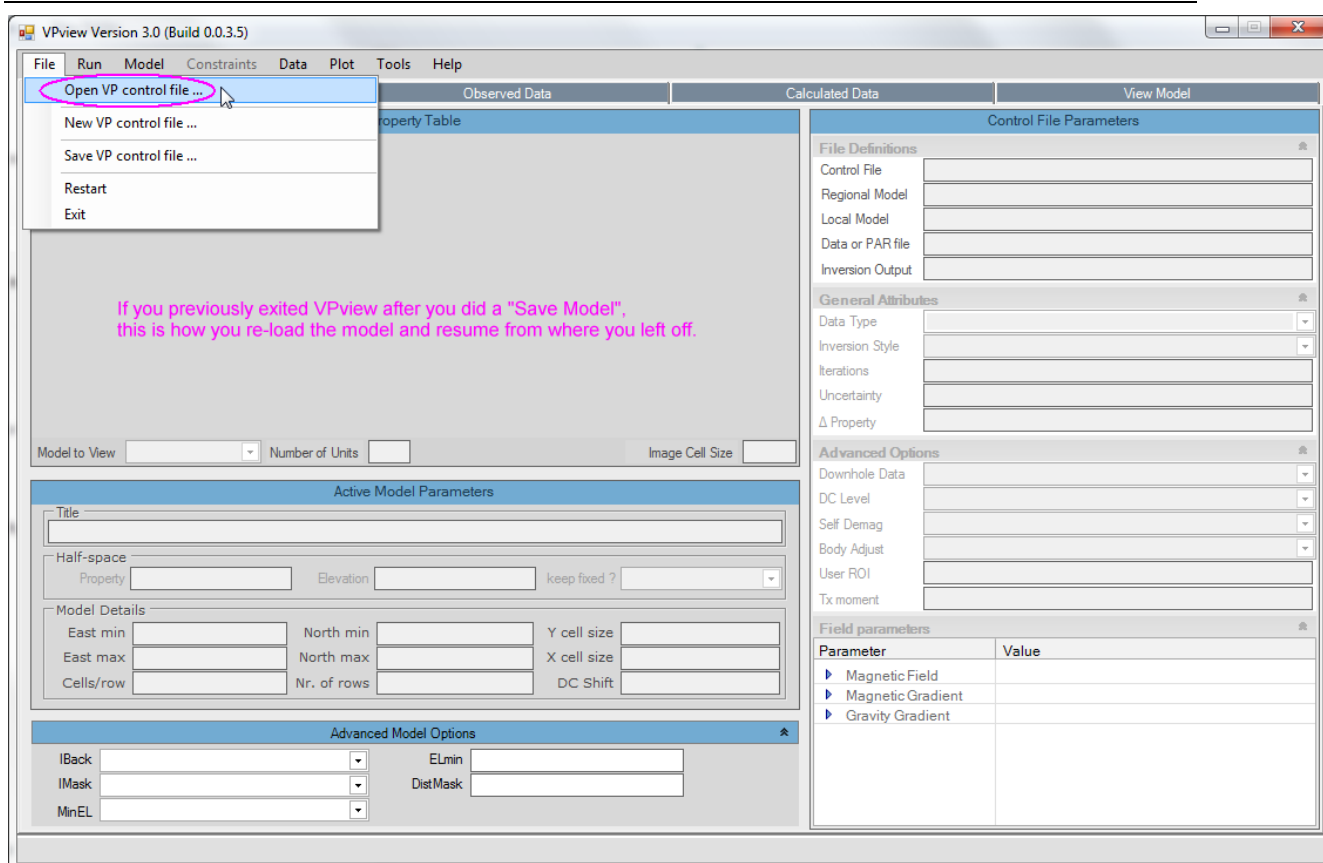 VPview Version 3.0 (Build 0.0.3.5)
File Run Model Constraints Data Plot Tools Help
Open VP control file ...
New VP control file ...
Save VP control file ...
Restart
Exit
Observed Data
Calculated Data
View Model
roperty Table
If you previously exited VPview after you did a "Save Model",
this is how you re-load the model and resume from where you left off.
Model to View
Number of Units
Image Cell Size
Active Model Parameters
Title
Half-space
Property
Elevation
keep fixed ?
Model Details
East min
North min
Y cell size
East max
North max
X cell size
Cells/row
Nr. of rows
DC Shift
Advanced Model Options
IBack
ELmin
IMask
DistMask
MinEL
Control File Parameters
File Definitions
Control File
Regional Model
Local Model
Data or PAR file
Inversion Output
General Attributes
Data Type
Inversion Style
Iterations
Uncertainty
Δ Property
Advanced Options
Downhole Data
DC Level
Self Demag
Body Adjust
User ROI
Tx moment
Field parameters
Parameter Value
Magnetic Field
Magnetic Gradient
Gravity Gradient